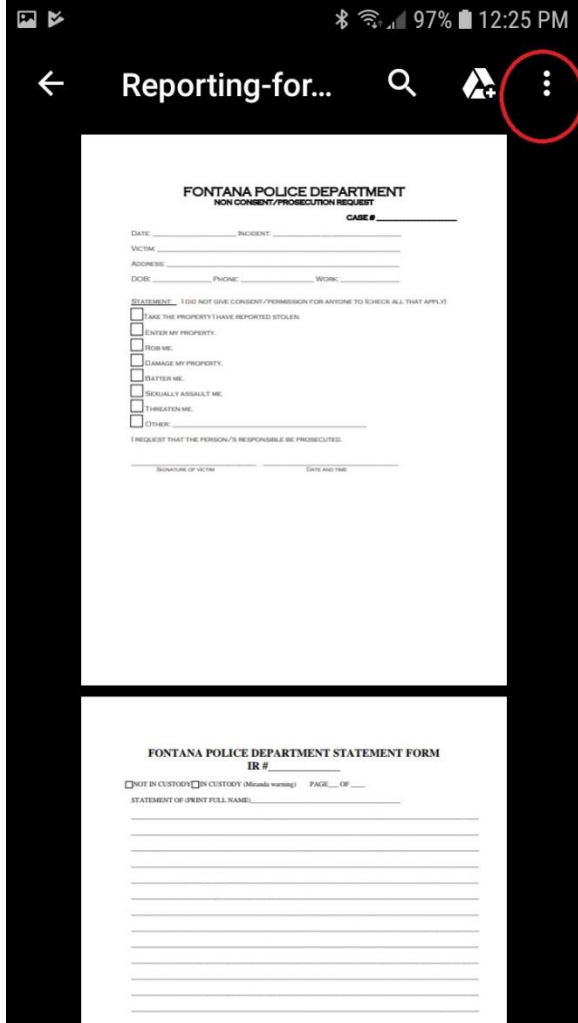 97% 12:25 PM
Reporting-for...
FONTANA POLICE DEPARTMENT
NON CONSENT/PROSECUTION REQUEST
CASE #
DATE: INCIDENT:
VICTIM:
ADDRESS:
DOB: PHONE: WORK:
STATEMENT: I DID NOT GIVE CONSENT/PERMISSION FOR ANYONE TO (CHECK ALL THAT APPLY)
TAKE THE PROPERTY I HAVE REPORTED STOLEN.
ENTER MY PROPERTY.
ROB ME.
DAMAGE MY PROPERTY.
BATTER ME.
SEXUALLY ASSAULT ME.
THREATEN ME.
OTHER:
I REQUEST THAT THE PERSON/S RESPONSIBLE BE PROSECUTED.
SIGNATURE OF VICTIM DATE AND TIME
FONTANA POLICE DEPARTMENT STATEMENT FORM
IR #
NOT IN CUSTODY IN CUSTODY (Miranda warning) PAGE OF
STATEMENT OF (PRINT FULL NAME)